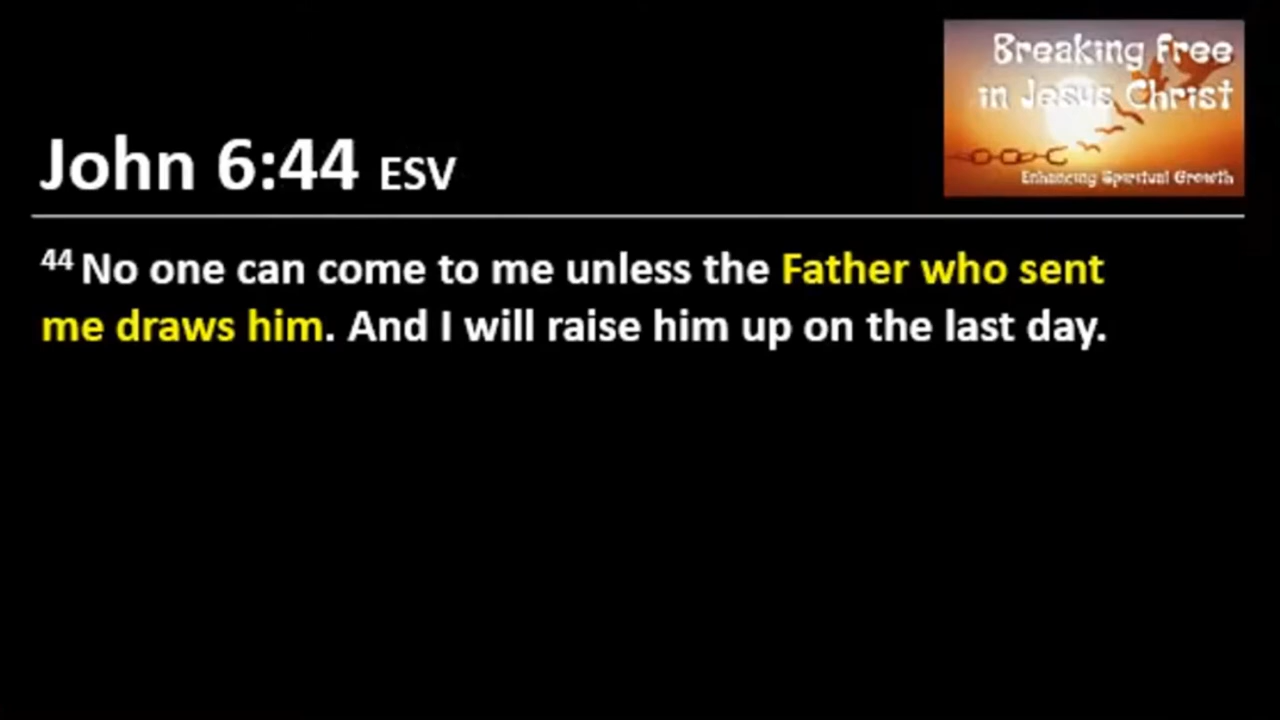 Breaking Free
in Jesus Christ
Enhancing Spiritual Growth
John 6:44 ESV
44 No one can come to me unless the Father who sent
me draws him. And I will raise him up on the last day.